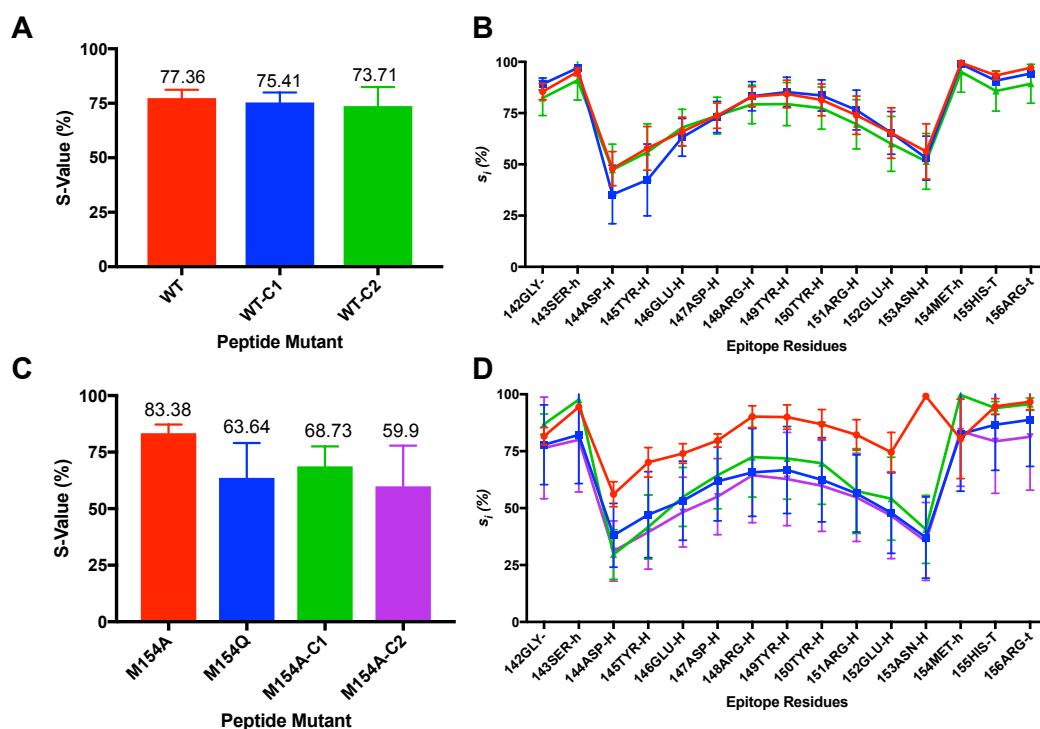 A
S-Value (%)
100
75
50
25
0
77.36
75.41
73.71
WT
WT-C1
WT-C2
Peptide Mutant
B
s_i (%)
100
75
50
25
0
142GLY-
143SER-h
144ASP-H
145TYR-H
146GLU-H
147ASP-H
148ARG-H
149TYR-H
150TYR-H
151ARG-H
152GLU-H
153ASN-H
154MET-h
155HIS-T
156ARG-t
Epitope Residues
C
S-Value (%)
100
75
50
25
0
83.38
63.64
68.73
59.9
M154A
M154Q
M154A-C1
M154A-C2
Peptide Mutant
D
s_i (%)
100
75
50
25
0
142GLY-
143SER-h
144ASP-H
145TYR-H
146GLU-H
147ASP-H
148ARG-H
149TYR-H
150TYR-H
151ARG-H
152GLU-H
153ASN-H
154MET-h
155HIS-T
156ARG-t
Epitope Residues